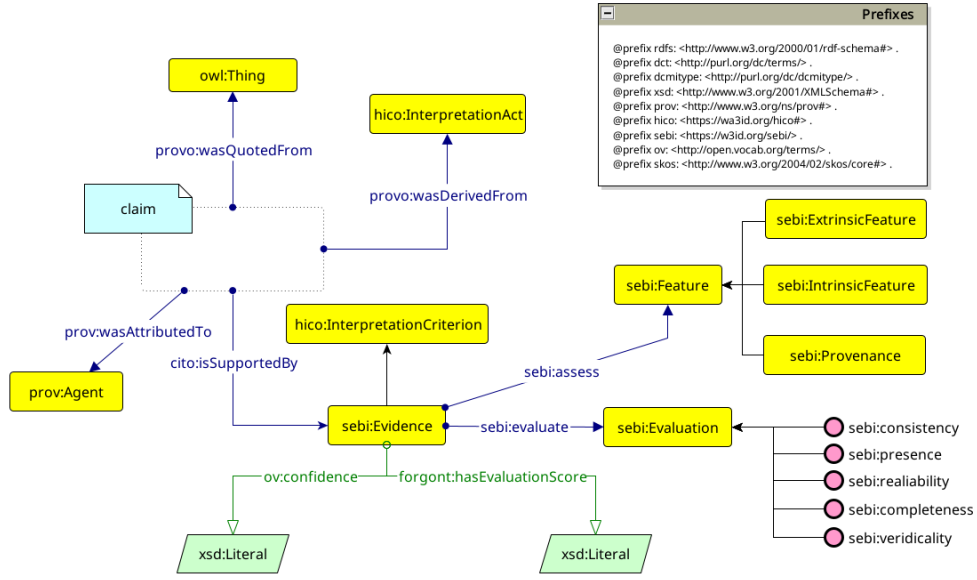 Prefixes
@prefix rdfs: <http://www.w3.org/2000/01/rdf-schema#> .
@prefix dct: <http://purl.org/dc/terms/> .
@prefix dcmitype: <http://purl.org/dc/dcmitype/> .
@prefix xsd: <http://www.w3.org/2001/XMLSchema#> .
@prefix prov: <http://www.w3.org/ns/prov#> .
@prefix hico: <https://wa3id.org/hico#> .
@prefix sebi: <https://w3id.org/sebi/> .
@prefix ov: <http://open.vocab.org/terms/> .
@prefix skos: <http://www.w3.org/2004/02/skos/core#> .
owl:Thing
hico:InterpretationAct
provo:wasQuotedFrom
provo:wasDerivedFrom
claim
sebi:ExtrinsicFeature
sebi:Feature
sebi:IntrinsicFeature
sebi:Provenance
hico:InterpretationCriterion
prov:wasAttributedTo
cito:isSupportedBy
sebi:assess
prov:Agent
sebi:Evidence
sebi:evaluate
sebi:Evaluation
sebi:consistency
sebi:presence
sebi:realiability
sebi:completeness
sebi:veridicality
ov:confidence
forgont:hasEvaluationScore
xsd:Literal
xsd:Literal